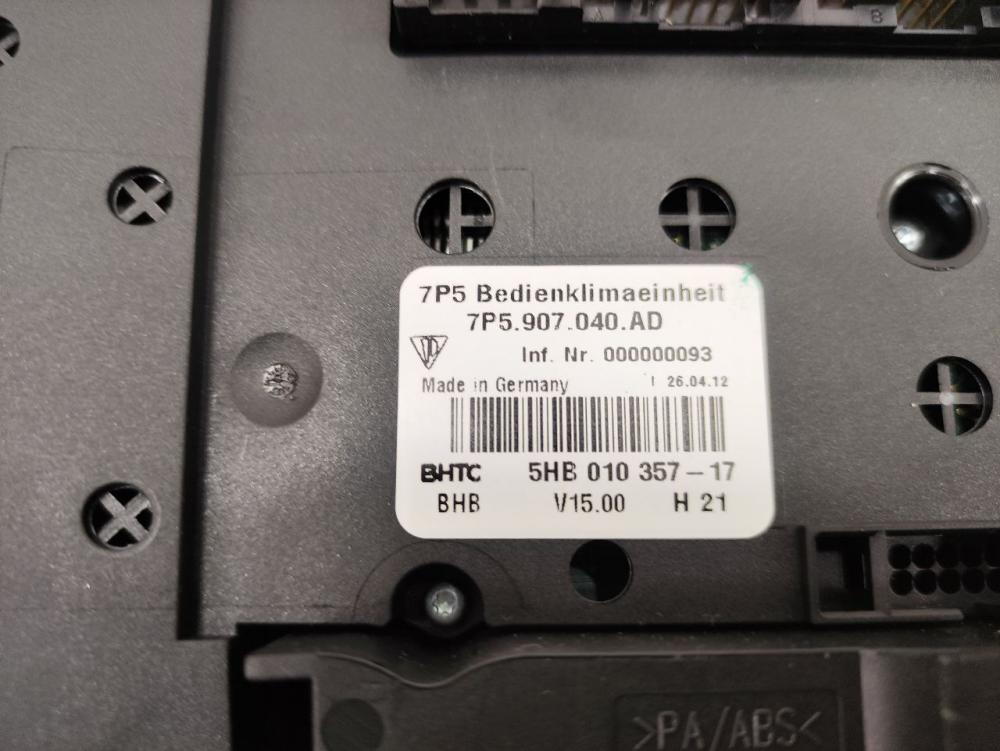 A
B
7P5 Bedienklimaeinheit
7P5.907.040.AD
Inf. Nr. 000000093
Made in Germany 26.04.12
BHTC 5HB 010 357-17
BHB V15.00 H 21
>PA/ABS<